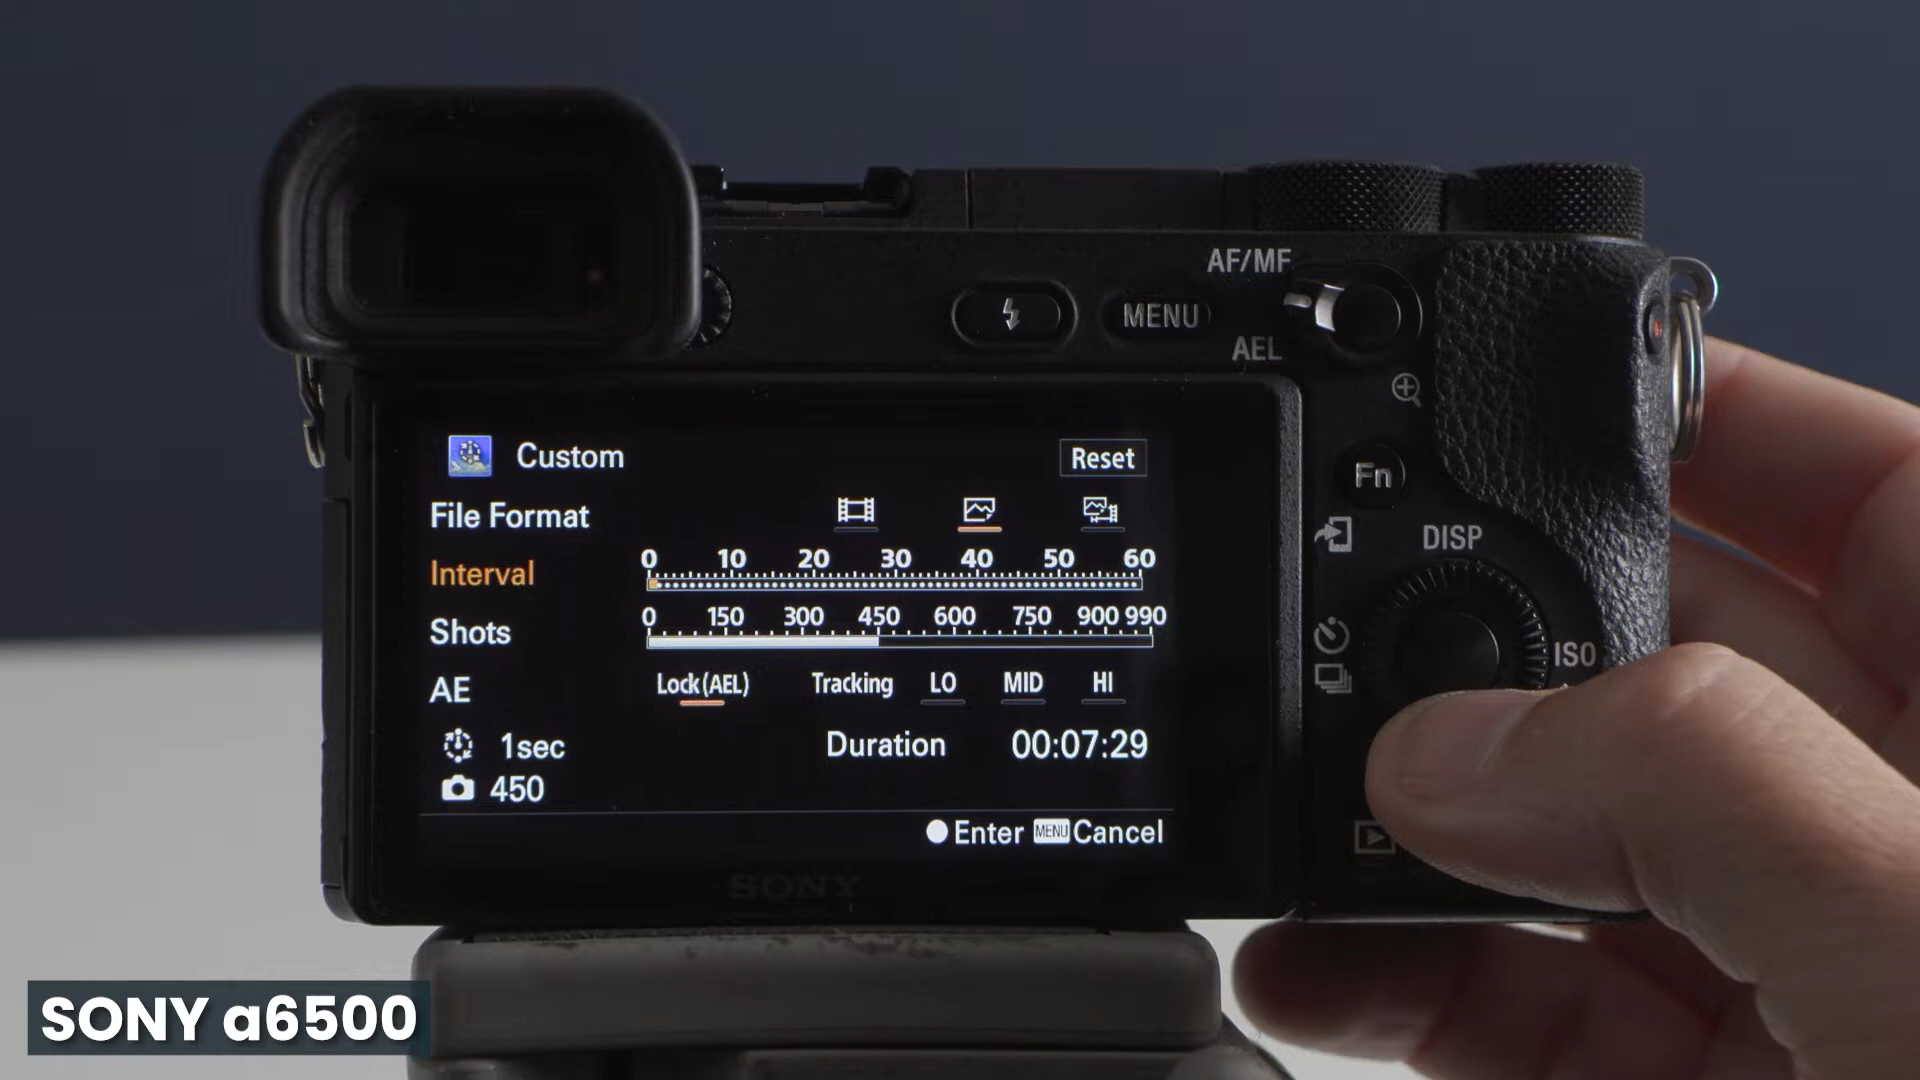 AF/MF
MENU
AEL
Custom
Reset
File Format
Fn
Interval
0 10 20 30 40 50 60
DISP
Shots
0 150 300 450 600 750 900 990
ISO
AE
Lock(AEL) Tracking LO MID HI
1sec
Duration 00:07:29
450
Enter MENU Cancel
SONY
SONY a6500